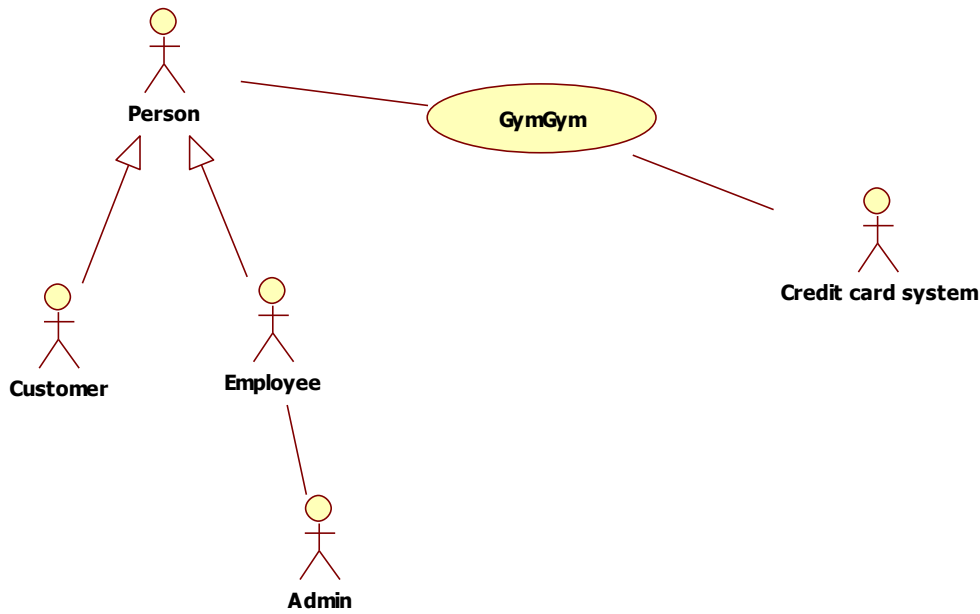 Person
GymGym
Credit card system
Customer
Employee
Admin